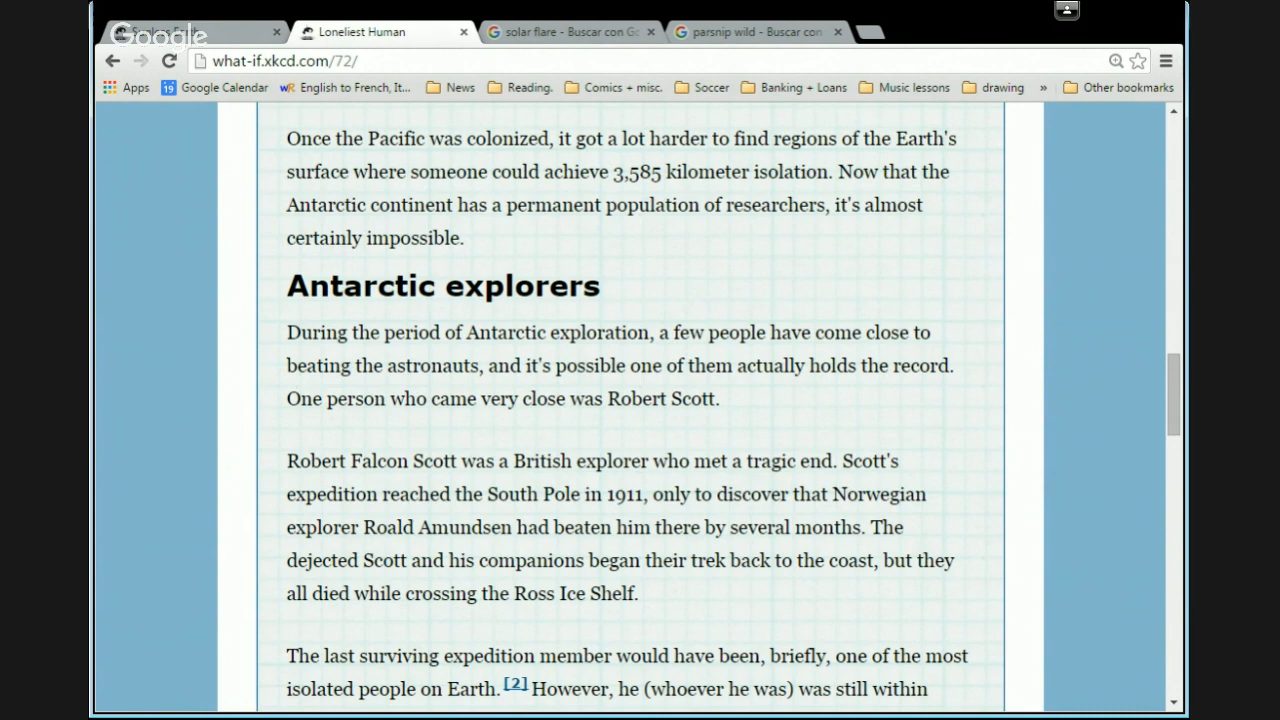 Google
Loneliest Human
solar flare - Buscar con Go
parsnip wild - Buscar con
what-if.xkcd.com/72/
Apps
19
Google Calendar
wR English to French, It...
News
Reading.
Comics + misc.
Soccer
Banking + Loans
Music lessons
drawing
»
Other bookmarks
Once the Pacific was colonized, it got a lot harder to find regions of the Earth's
surface where someone could achieve 3,585 kilometer isolation. Now that the
Antarctic continent has a permanent population of researchers, it's almost
certainly impossible.
Antarctic explorers
During the period of Antarctic exploration, a few people have come close to
beating the astronauts, and it's possible one of them actually holds the record.
One person who came very close was Robert Scott.
Robert Falcon Scott was a British explorer who met a tragic end. Scott's
expedition reached the South Pole in 1911, only to discover that Norwegian
explorer Roald Amundsen had beaten him there by several months. The
dejected Scott and his companions began their trek back to the coast, but they
all died while crossing the Ross Ice Shelf.
The last surviving expedition member would have been, briefly, one of the most
isolated people on Earth.[2] However, he (whoever he was) was still within